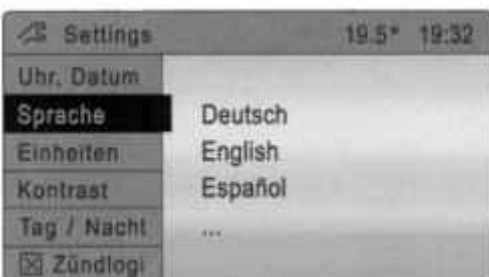 Settings 19.5° 19:32
Uhr, Datum
Sprache
Deutsch
Einheiten
English
Kontrast
Español
Tag / Nacht
...
Zündlogi